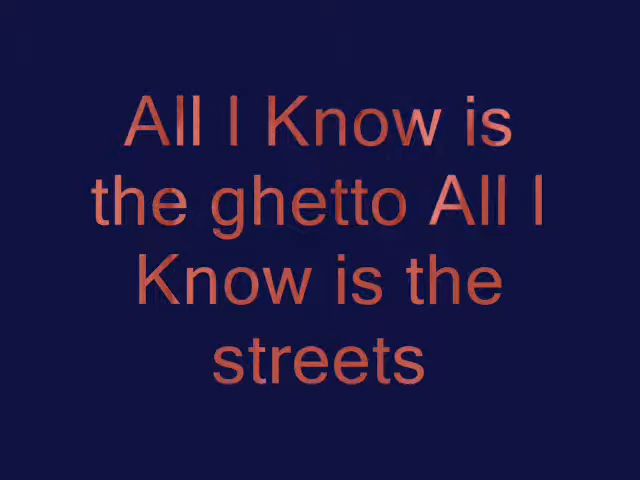 All I Know is
the ghetto All I
Know is the
streets